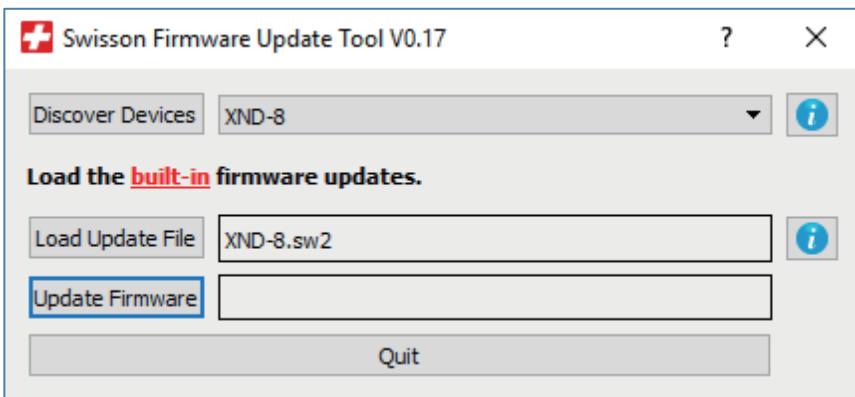 Swisson Firmware Update Tool V0.17 ?
Discover Devices XND-8 i
Load the built-in firmware updates.
Load Update File XND-8.sw2 i
Update Firmware
Quit